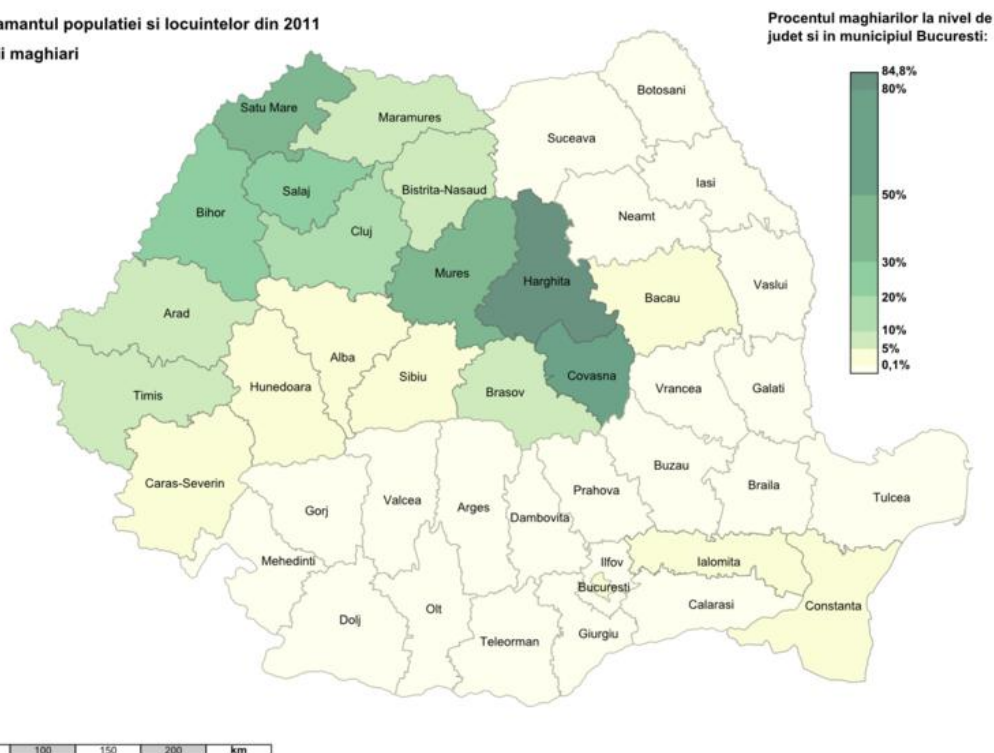 amantul populatiei si locuintelor din 2011
ii maghiari
Procentul maghiarilor la nivel de
judet si in municipiul Bucuresti:
84,8%
80%
50%
30%
20%
10%
5%
0,1%
Satu Mare
Maramures
Botosani
Suceava
Salaj
Bistrita-Nasaud
Iasi
Bihor
Cluj
Neamt
Mures
Harghita
Bacau
Vaslui
Arad
Alba
Sibiu
Covasna
Hunedoara
Brasov
Vrancea
Galati
Timis
Caras-Severin
Buzau
Braila
Tulcea
Gorj
Valcea
Arges
Prahova
Dambovita
Mehedinti
Ilfov
Ialomita
Bucuresti
Calarasi
Constanta
Dolj
Olt
Teleorman
Giurgiu
100 150 200 km